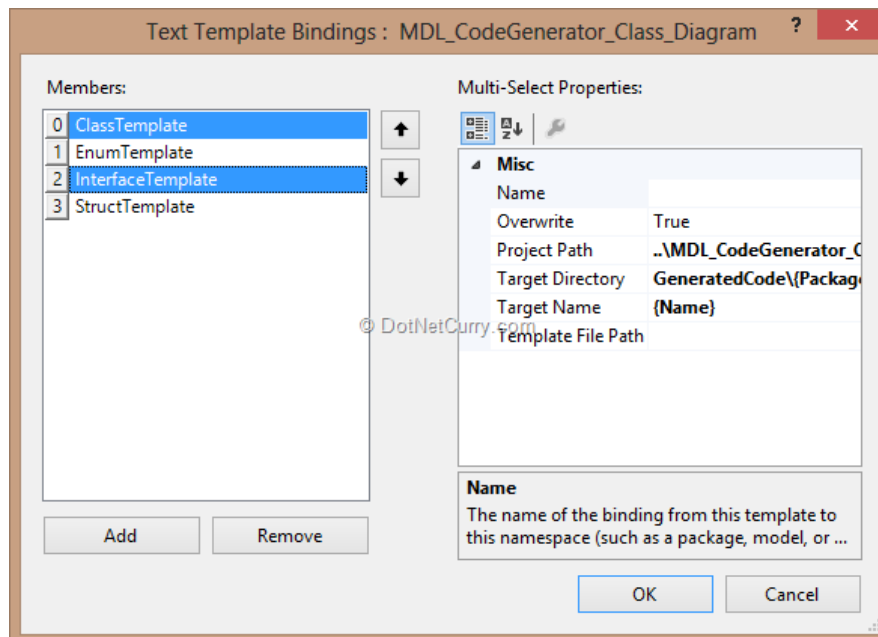 Text Template Bindings : MDL_CodeGenerator_Class_Diagram
?
Members:
0 ClassTemplate
1 EnumTemplate
2 InterfaceTemplate
3 StructTemplate
Add Remove
Multi-Select Properties:
Misc
Name
Overwrite True
Project Path ..\MDL_CodeGenerator_C
Target Directory GeneratedCode\{Packag
Target Name {Name}
Template File Path
© DotNetCurry.com
Name
The name of the binding from this template to
this namespace (such as a package, model, or ...
OK Cancel